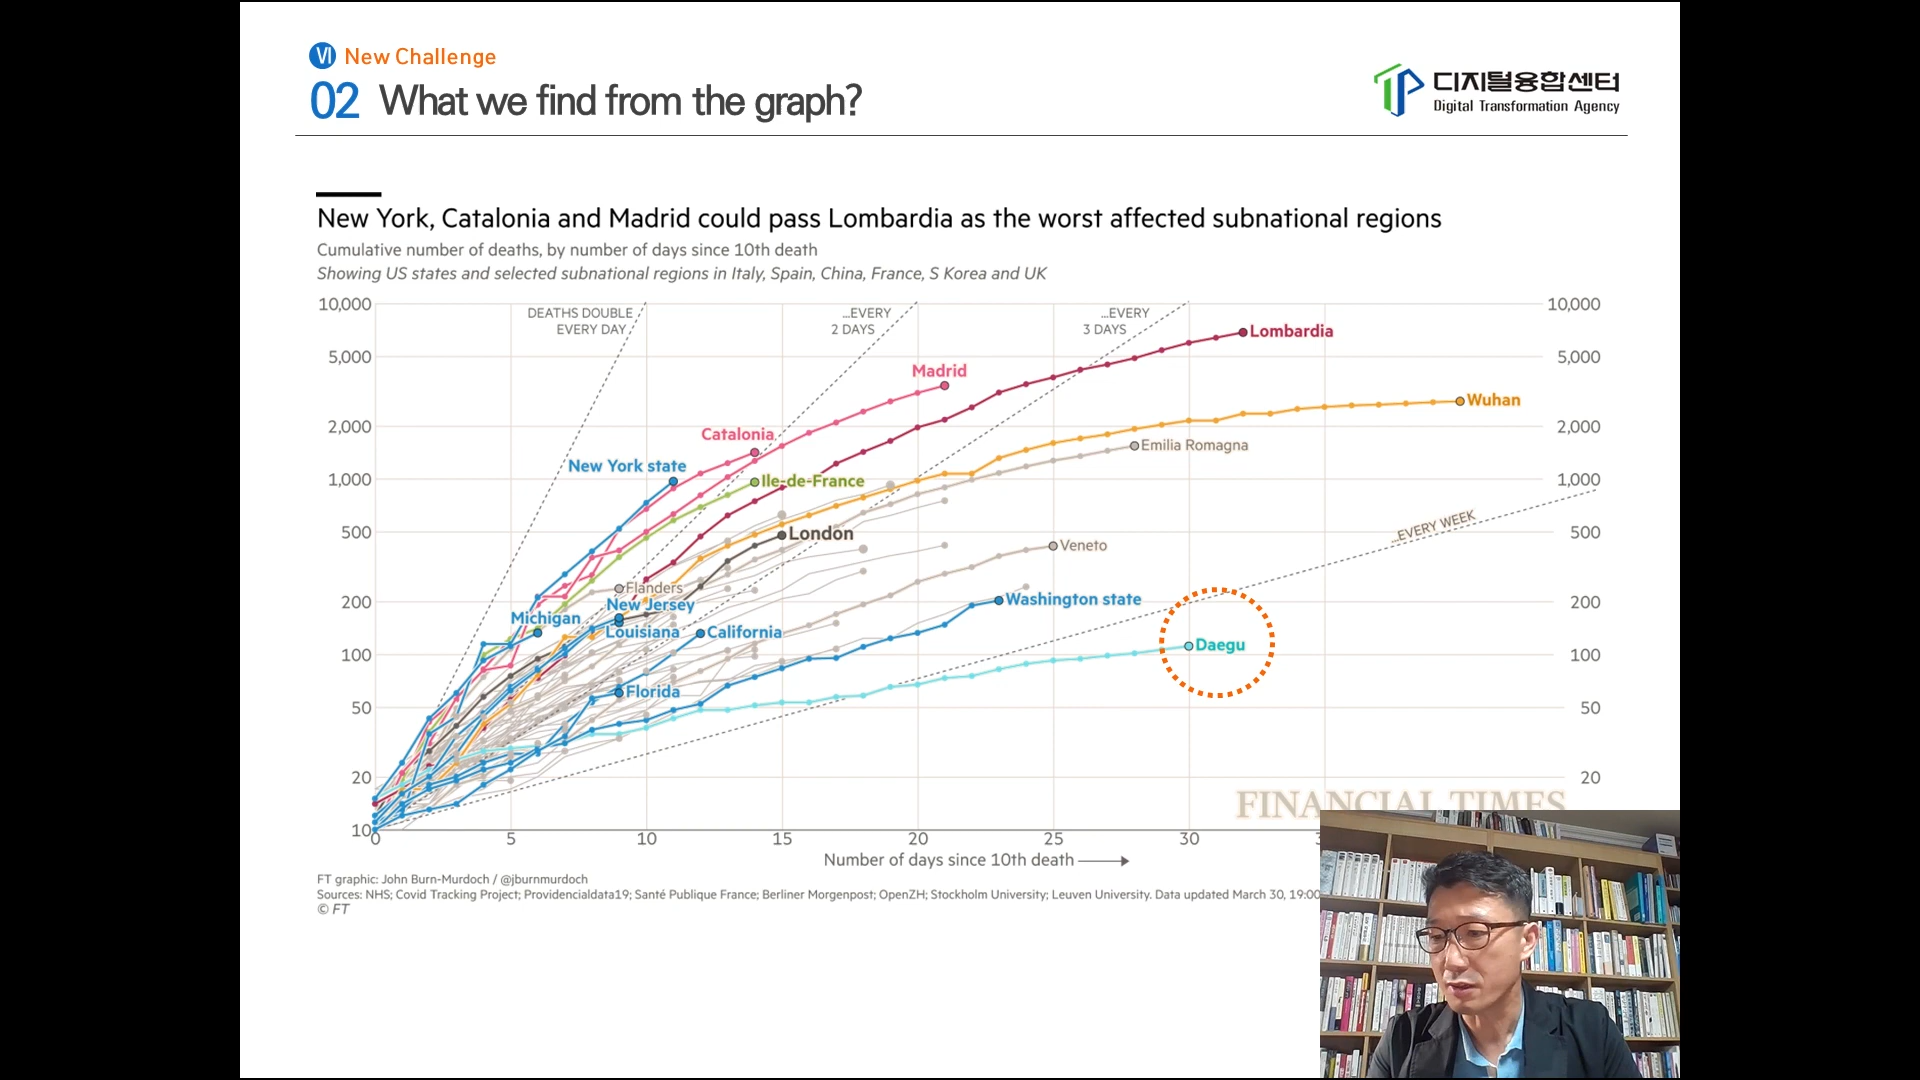 Ⅵ New Challenge
02 What we find from the graph?
디지털융합센터
Digital Transformation Agency
New York, Catalonia and Madrid could pass Lombardia as the worst affected subnational regions
Cumulative number of deaths, by number of days since 10th death
Showing US states and selected subnational regions in Italy, Spain, China, France, S Korea and UK
10,000
5,000
2,000
1,000
500
200
100
50
20
10
DEATHS DOUBLE
EVERY DAY
...EVERY
2 DAYS
...EVERY
3 DAYS
...EVERY WEEK
Lombardia
Madrid
Wuhan
Catalonia
Emilia Romagna
New York state
Ile-de-France
London
Veneto
Flanders
New Jersey
Washington state
Michigan
Louisiana
California
Daegu
Florida
10,000
5,000
2,000
1,000
500
200
100
50
20
FINANCIAL TIMES
0 5 10 15 20 25 30
Number of days since 10th death
FT graphic: John Burn-Murdoch / @jburnmurdoch
Sources: NHS; Covid Tracking Project; Providencialdata19; Santé Publique France; Berliner Morgenpost; OpenZH; Stockholm University; Leuven University. Data updated March 30, 19:00
© FT